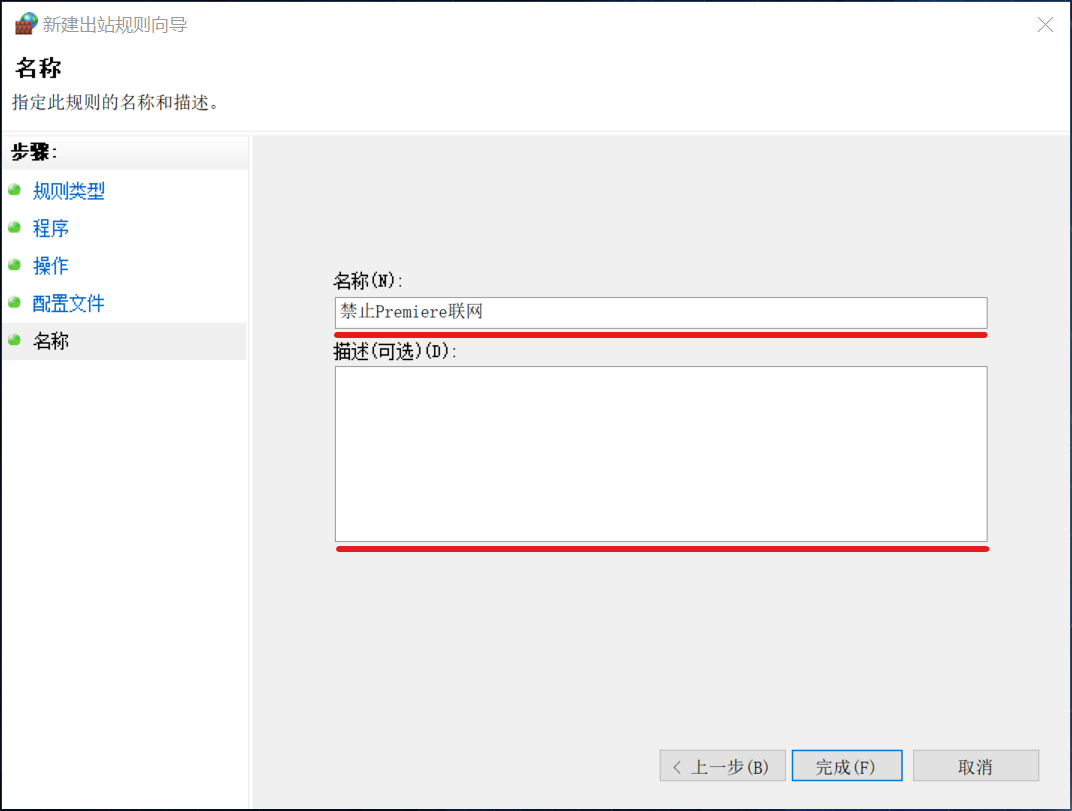 新建出站规则向导
名称
指定此规则的名称和描述。
步骤:
规则类型
程序
操作
配置文件
名称
名称(N):
禁止Premiere联网
描述(可选)(D):
< 上一步(B)
完成(F)
取消